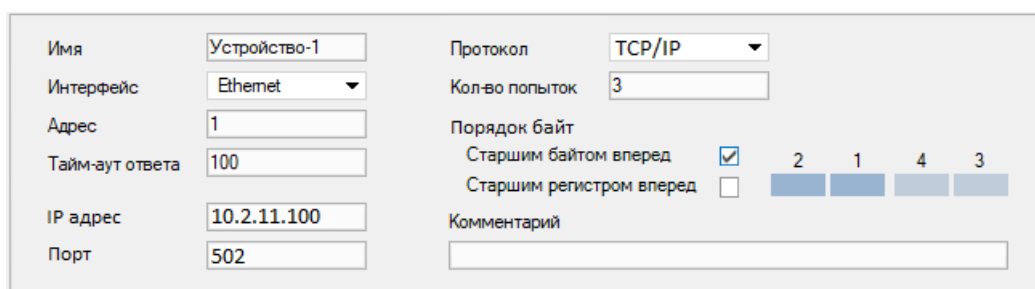 Имя Устройство-1
Интерфейс Ethernet
Адрес 1
Тайм-аут ответа 100
IP адрес 10.2.11.100
Порт 502
Протокол TCP/IP
Кол-во попыток 3
Порядок байт
Старшим байтом вперед
Старшим регистром вперед
2 1 4 3
Комментарий